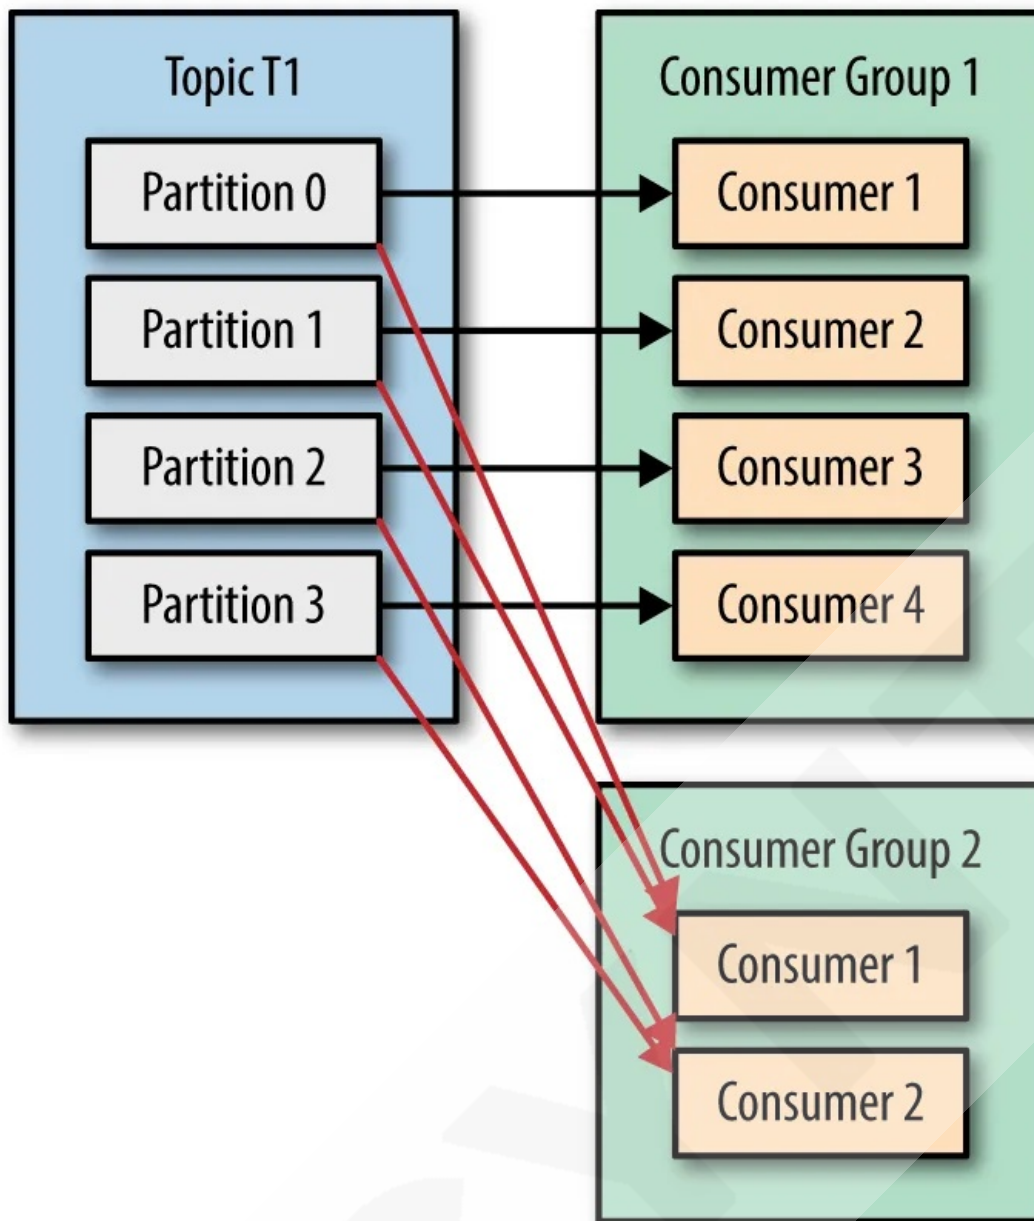 Topic T1
Partition 0
Partition 1
Partition 2
Partition 3
Consumer Group 1
Consumer 1
Consumer 2
Consumer 3
Consumer 4
Consumer Group 2
Consumer 1
Consumer 2